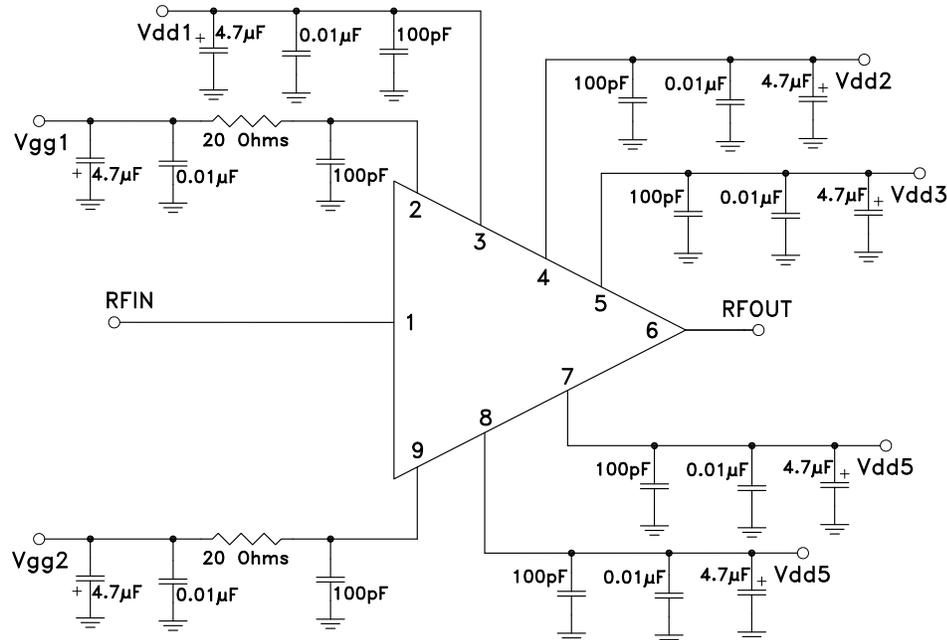 Vdd1
+ 4.7µF
0.01µF
100pF
100pF
0.01µF
4.7µF +
Vdd2
Vgg1
+ 4.7µF
0.01µF
20 Ohms
100pF
100pF
0.01µF
4.7µF +
Vdd3
2
3
4
5
RFIN
1
6
RFOUT
7
8
9
100pF
0.01µF
4.7µF +
Vdd5
Vgg2
+ 4.7µF
0.01µF
20 Ohms
100pF
100pF
0.01µF
4.7µF +
Vdd5